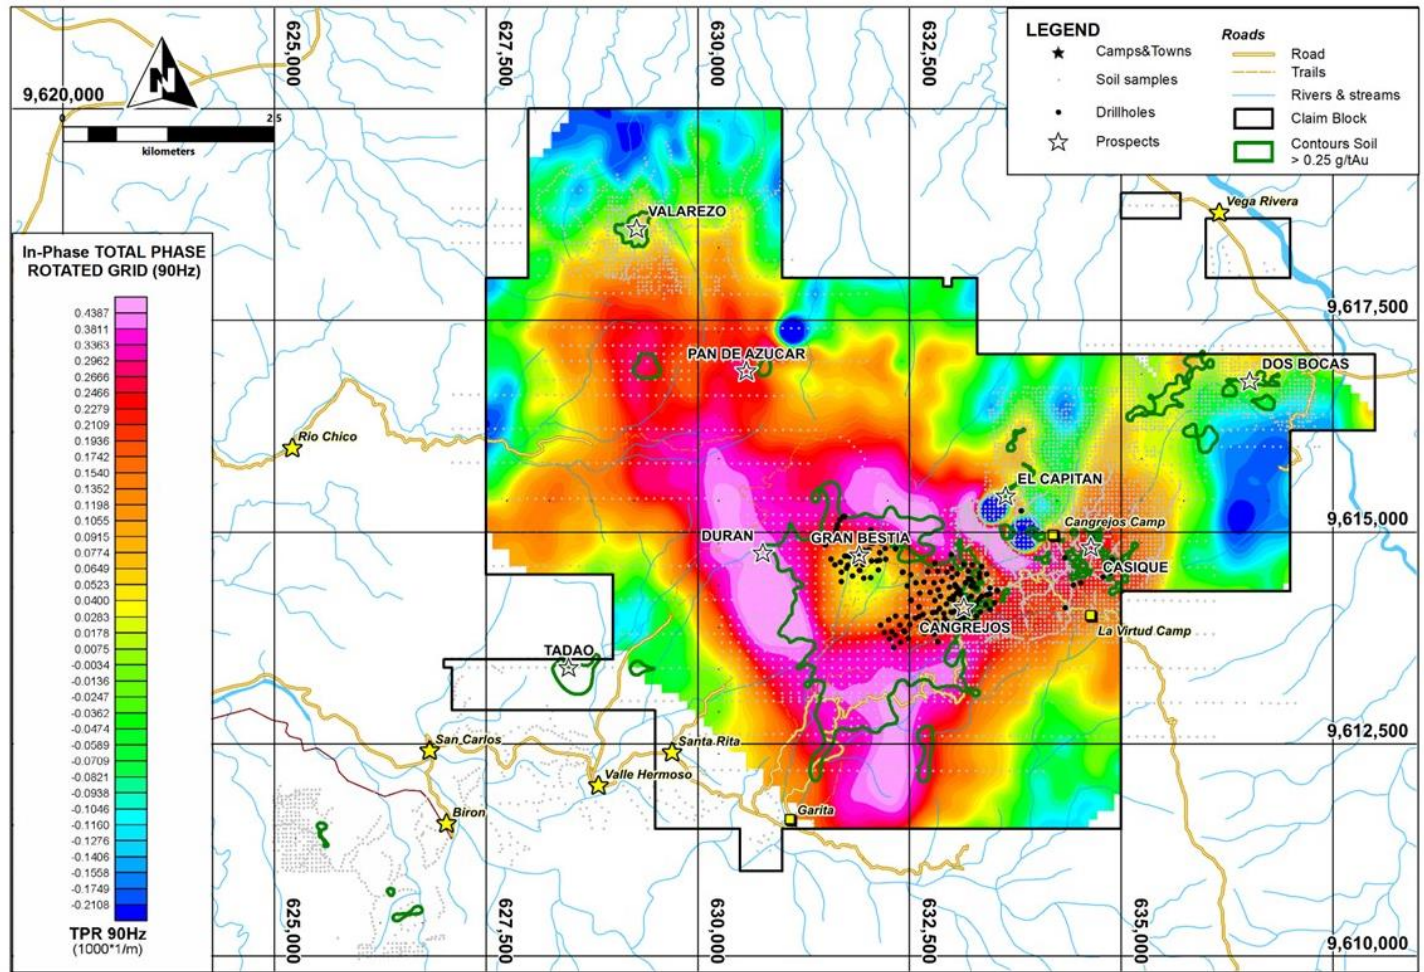 625,000
627,500
630,000
632,500
LEGEND
Camps&Towns
Soil samples
Drillholes
Prospects
Roads
Road
Trails
Rivers & streams
Claim Block
Contours Soil
> 0.25 g/tAu
N
9,620,000
0
2.5
kilometers
VALAREZO
Vega Rivera
In-Phase TOTAL PHASE
ROTATED GRID (90Hz)
0.4387
0.3811
0.3363
0.2962
0.2666
0.2466
0.2279
0.2109
0.1936
0.1742
0.1540
0.1352
0.1198
0.1055
0.0915
0.0774
0.0649
0.0523
0.0400
0.0283
0.0178
0.0075
-0.0034
-0.0136
-0.0247
-0.0362
-0.0474
-0.0589
-0.0709
-0.0821
-0.0938
-0.1046
-0.1160
-0.1276
-0.1406
-0.1558
-0.1749
-0.2108
TPR 90Hz
(1000*1/m)
9,617,500
PAN DE AZUCAR
DOS BOCAS
Rio Chico
EL CAPITAN
Cangrejos Camp
9,615,000
DURAN
GRAN BESTIA
CASIQUE
CANGREJOS
La Virtud Camp
TADAO
San Carlos
Santa Rita
9,612,500
Valle Hermoso
Biron
Garita
625,000
627,500
630,000
632,500
635,000
9,610,000